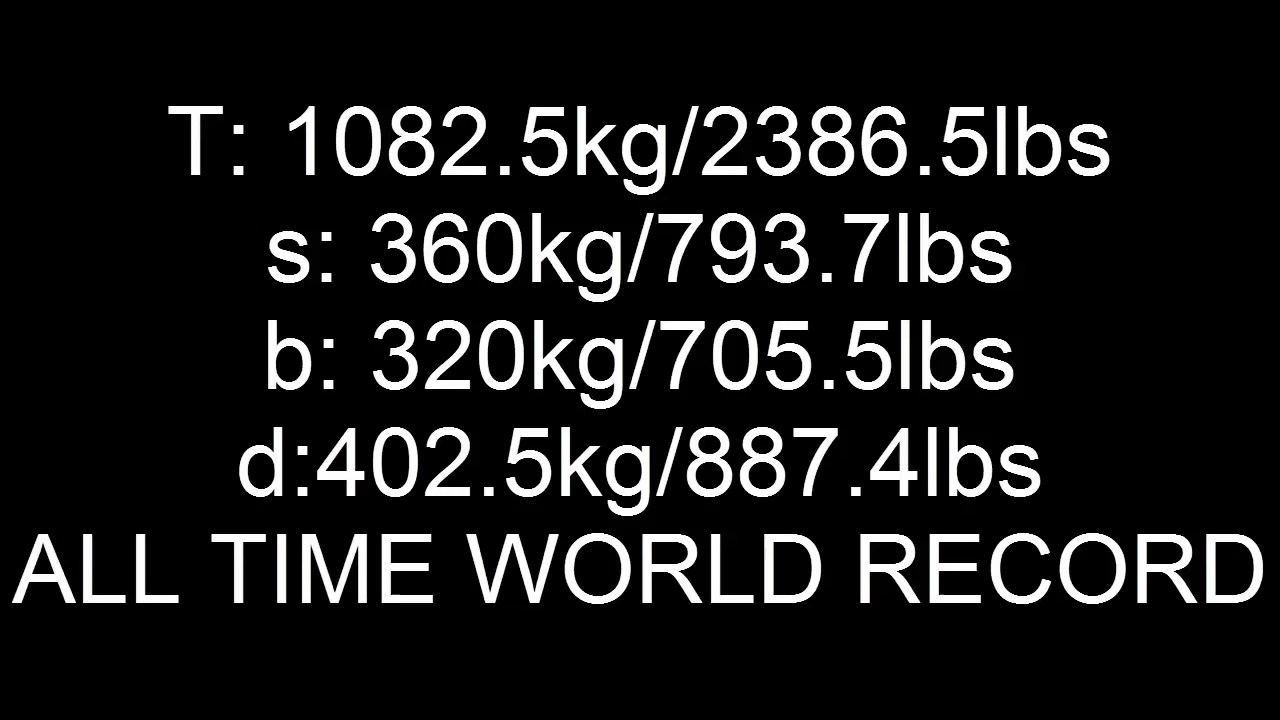 T: 1082.5kg/2386.5lbs
s: 360kg/793.7lbs
b: 320kg/705.5lbs
d:402.5kg/887.4lbs
ALL TIME WORLD RECORD